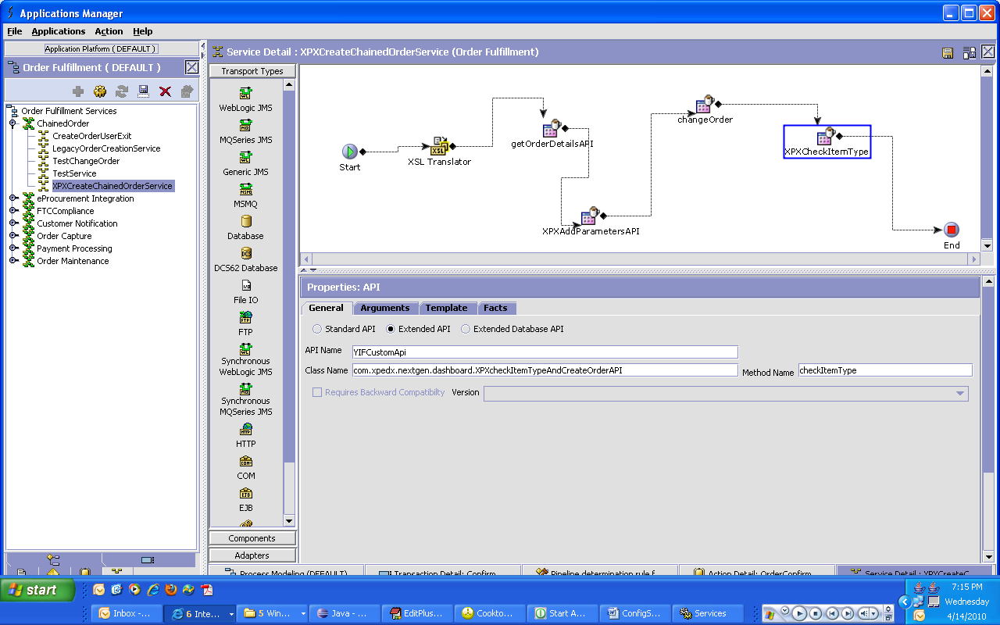 Applications Manager
File Applications Action Help
Application Platform ( DEFAULT )
Order Fulfillment ( DEFAULT )
Order Fulfillment Services
ChainedOrder
CreateOrderUserExit
LegacyOrderCreationService
TestChangeOrder
TestService
XPXCreateChainedOrderService
eProcurement Integration
FTCCompliance
Customer Notification
Order Capture
Payment Processing
Order Maintenance
Service Detail : XPXCreateChainedOrderService (Order Fulfillment)
Transport Types
WebLogic JMS
MQSeries JMS
Generic JMS
MSMQ
Database
DCS62 Database
File IO
FTP
Synchronous
WebLogic JMS
Synchronous
MQSeries JMS
HTTP
COM
EJB
Components
Adapters
Start
XSL Translator
getOrderDetailsAPI
XPXAddParametersAPI
changeOrder
XPXCheckItemType
End
Properties: API
General Arguments Template Facts
Standard API Extended API Extended Database API
API Name YIFCustomApi
Class Name com.xpedx.nextgen.dashboard.XPXcheckItemTypeAndCreateOrderAPI Method Name checkItemType
Requires Backward Compatibilty Version
Process Modeling (DEFAULT) Transaction Detail: Confirm Pipeline determination rule f Action Detail: OrderConfirm Service Detail : XPXCreateC
start
7:15 PM
Wednesday
4/14/2010
Inbox -... 6 Inte... 5 Win... Java - ... EditPlus... Cookto... Start A... ConfigS... Services